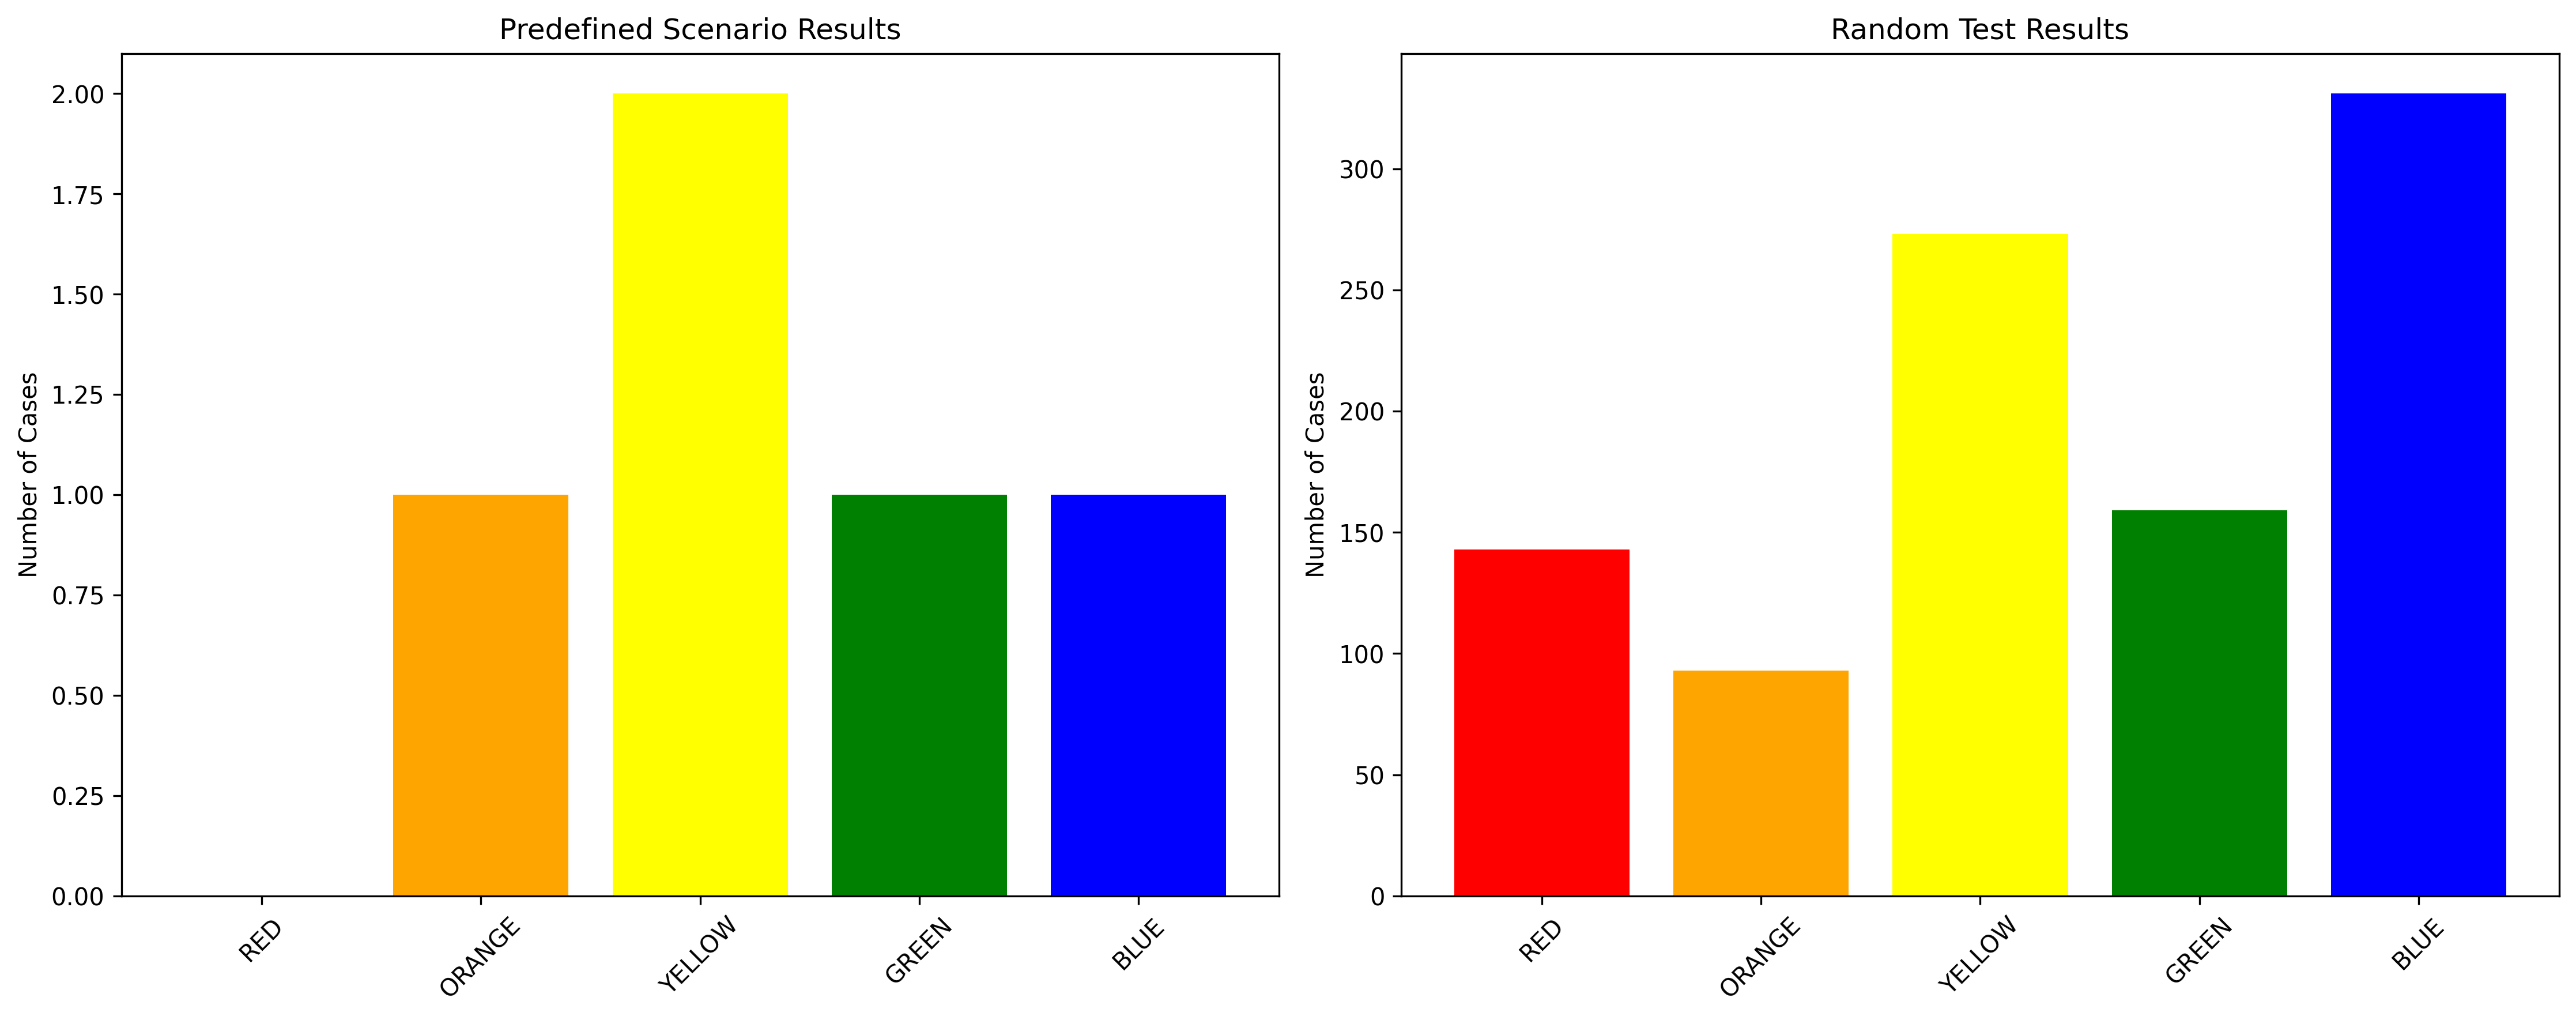 Predefined Scenario Results
Number of Cases
2.00
1.75
1.50
1.25
1.00
0.75
0.50
0.25
0.00
RED
ORANGE
YELLOW
GREEN
BLUE
Random Test Results
Number of Cases
300
250
200
150
100
50
0
RED
ORANGE
YELLOW
GREEN
BLUE